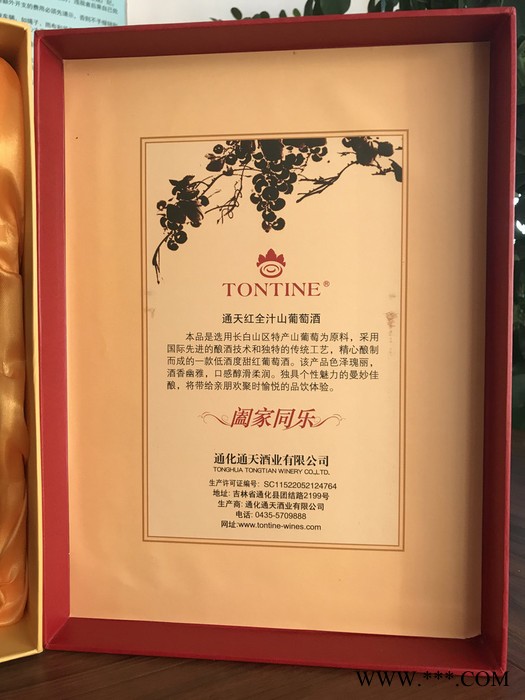 TONTINE®
通天红全汁山葡萄酒
本品是选用长白山区特产山葡萄为原料，采用
国际先进的酿酒技术和独特的传统工艺，精心酿制
而成的一款低酒度甜红葡萄酒。该产品色泽瑰丽，
酒香幽雅，口感醇滑柔润。独具个性魅力的曼妙佳
酿，将带给亲朋欢聚时愉悦的品饮体验。
阖家同乐
通化通天酒业有限公司
TONGHUA TONGTIAN WINERY CO.,LTD.
生产许可证编号: SC11522052124764
地址: 吉林省通化县团结路2199号
生产商: 通化通天酒业有限公司
电话: 0435-5709888
网址:www.tontine-wines.com
WWW.***.COM